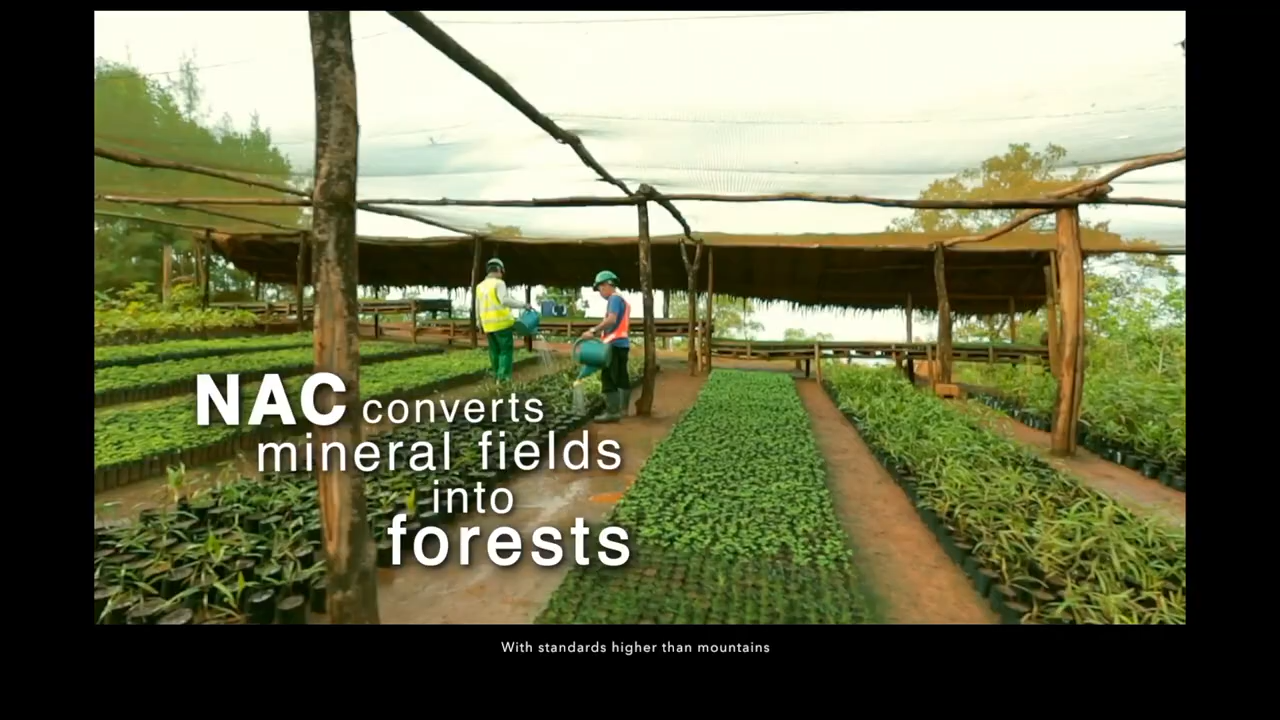 NAC converts
mineral fields
into
forests
With standards higher than mountains